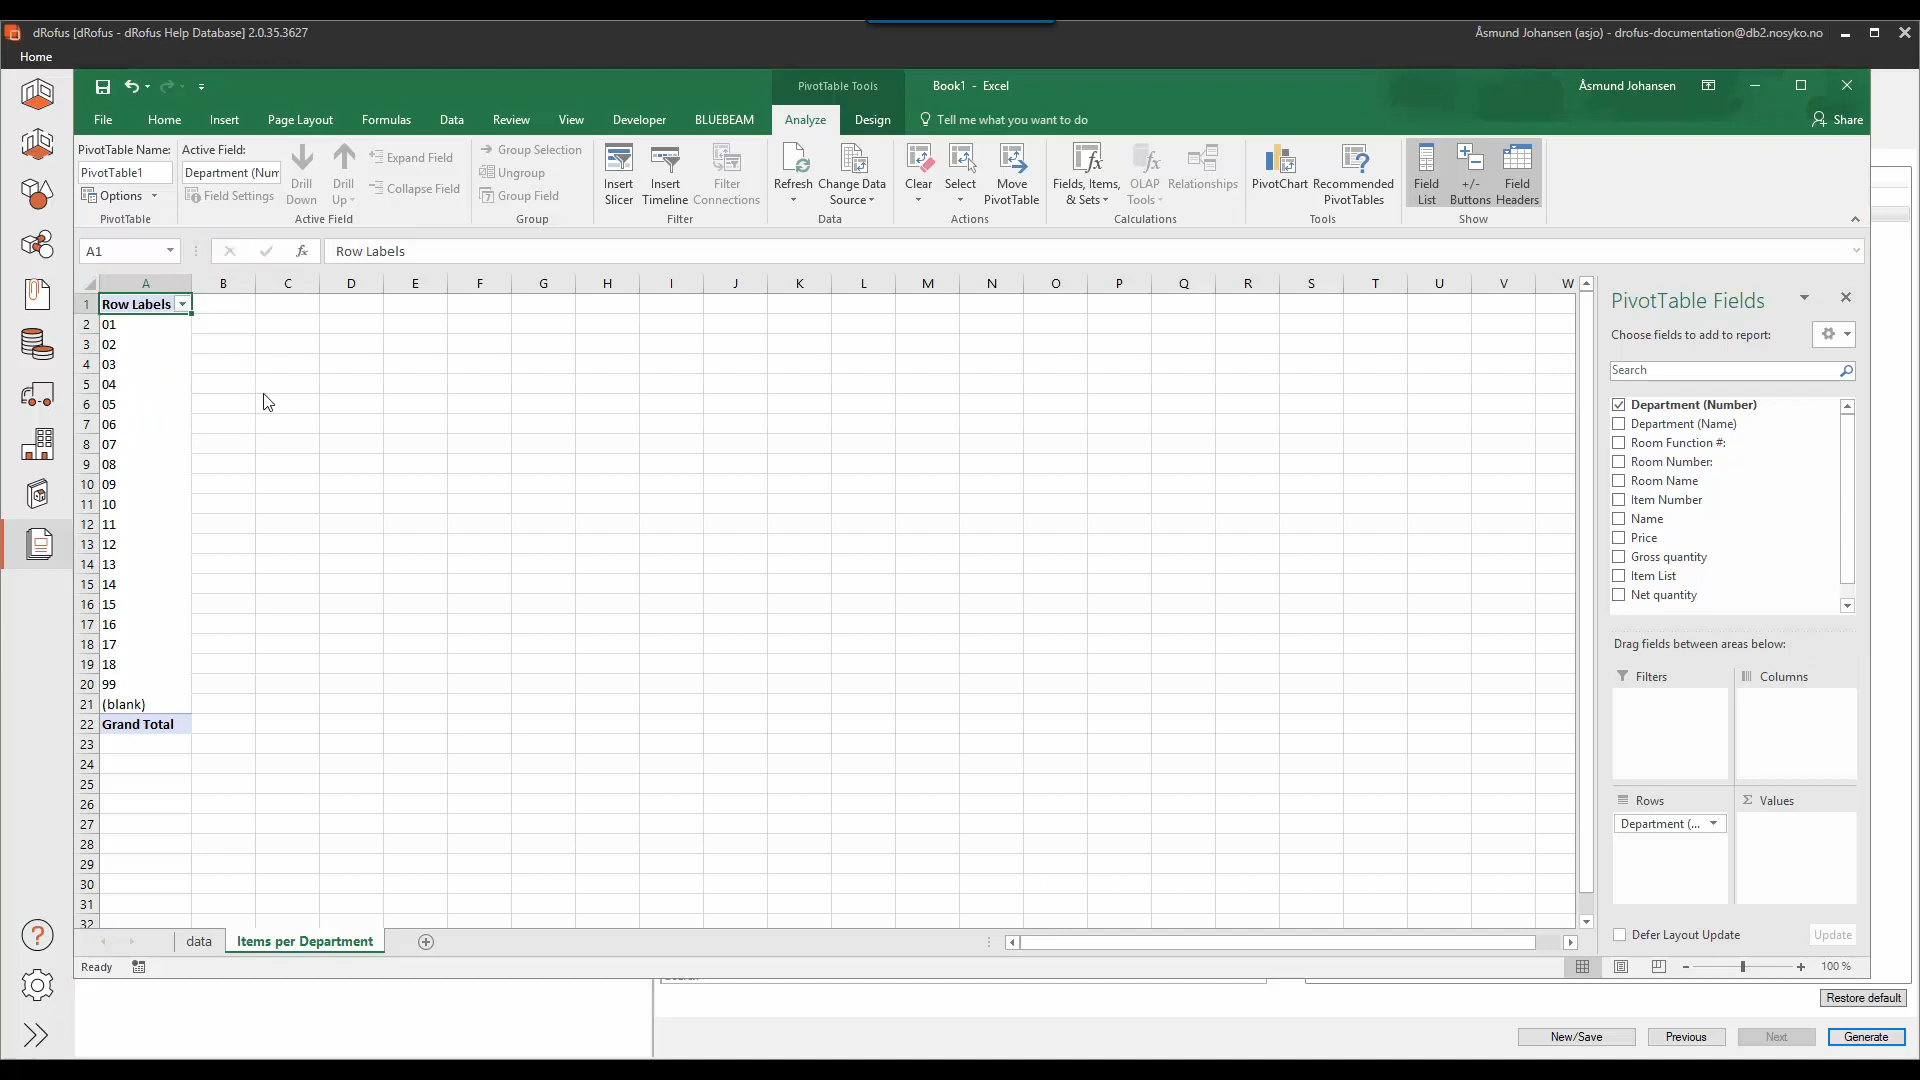 dRofus [dRofus - dRofus Help Database] 2.0.35.3627
Åsmund Johansen (asjo) - drofus-documentation@db2.nosyko.no
Home
PivotTable Tools
Book1 - Excel
Åsmund Johansen
File Home Insert Page Layout Formulas Data Review View Developer BLUEBEAM Analyze Design Tell me what you want to do Share
PivotTable Name:
PivotTable1
Options
PivotTable
Active Field:
Department (Num
Field Settings
Drill Down
Drill Up
Expand Field
Collapse Field
Active Field
Group Selection
Ungroup
Group Field
Group
Insert Slicer
Insert Timeline
Filter Connections
Filter
Refresh
Change Data Source
Data
Clear
Select
Move PivotTable
Actions
Fields, Items, & Sets
OLAP Tools
Relationships
Calculations
PivotChart
Recommended PivotTables
Tools
Field List
+/- Buttons
Field Headers
Show
A1
fx
Row Labels
A B C D E F G H I J K L M N O P Q R S T U V W
1 Row Labels
2 01
3 02
4 03
5 04
6 05
7 06
8 07
9 08
10 09
11 10
12 11
13 12
14 13
15 14
16 15
17 16
18 17
19 18
20 99
21 (blank)
22 Grand Total
23
24
25
26
27
28
29
30
31
32
PivotTable Fields
Choose fields to add to report:
Search
Department (Number)
Department (Name)
Room Function #:
Room Number:
Room Name
Item Number
Name
Price
Gross quantity
Item List
Net quantity
Drag fields between areas below:
Filters
Columns
Rows
Σ Values
Department (...
Defer Layout Update
Update
data
Items per Department
Ready
100 %
Restore default
New/Save
Previous
Next
Generate